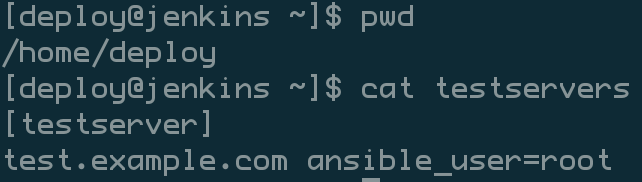 [deploy@jenkins ~]$ pwd
/home/deploy
[deploy@jenkins ~]$ cat testservers
[testserver]
test.example.com ansible_user=root